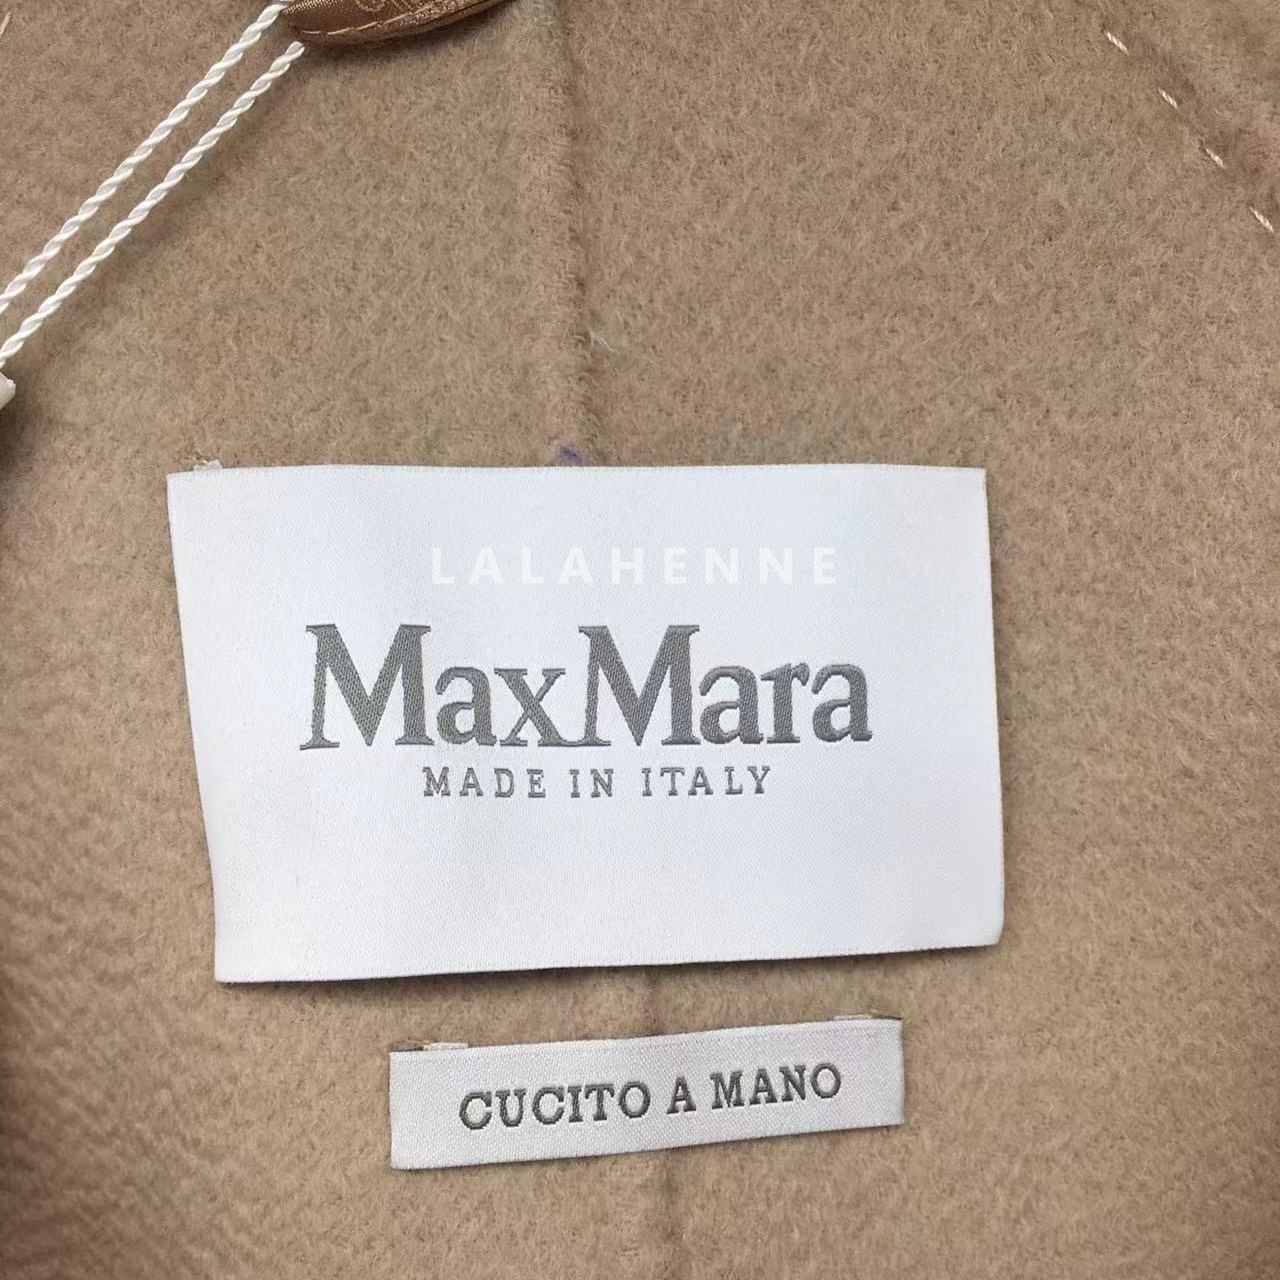 LALAHENNE
MaxMara
MADE IN ITALY
CUCITO A MANO